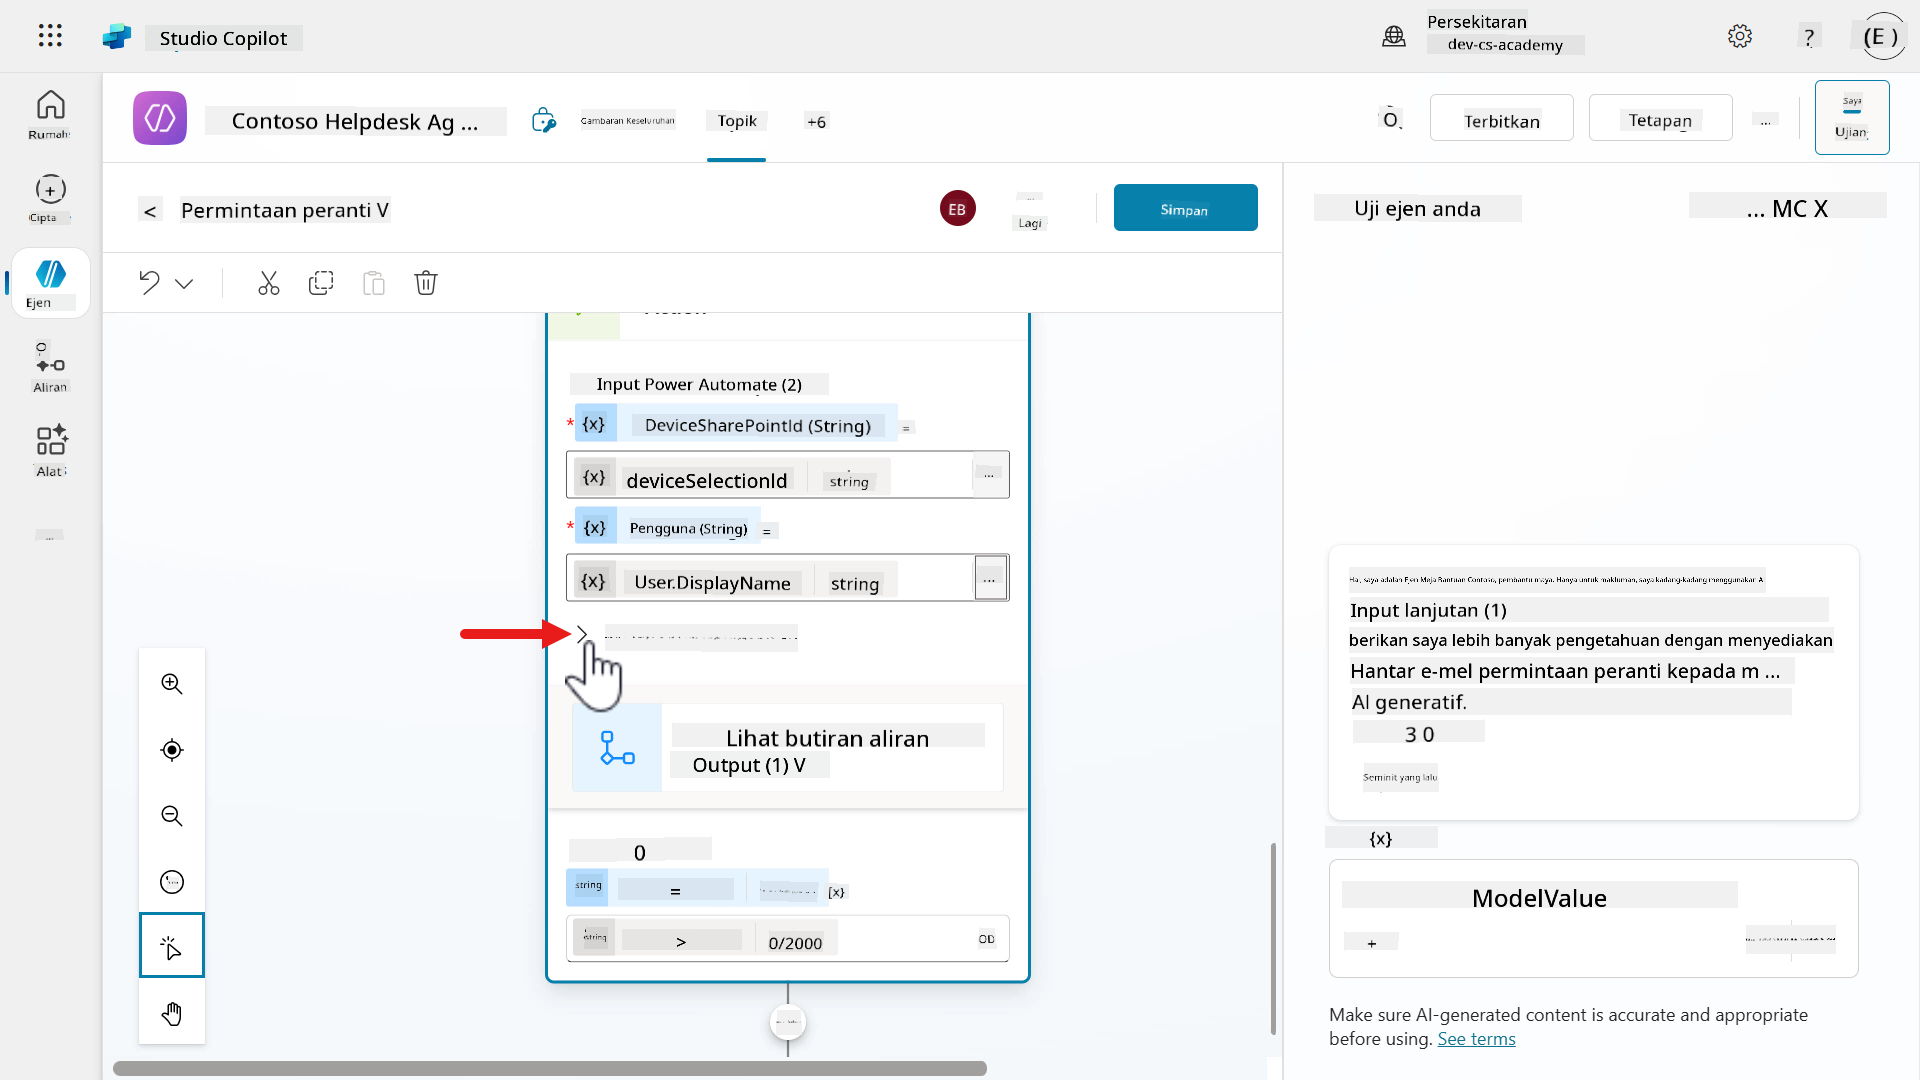 Studio Copilot
Persekitaran
dev-cs-academy
?
(E )
Rumah
Cipta
Ejen
Aliran
Alat
Contoso Helpdesk Ag ...
Gambaran Keseluruhan
Topik
+6
O
Terbitkan
Tetapan
...
Saya
Ujian
<
Permintaan peranti V
EB
Lagi
Simpan
Input Power Automate (2)
* {x} DeviceSharePointId (String) =
{x} deviceSelectionId string ...
* {x} Pengguna (String) =
{x} User.DisplayName string ...
Lihat butiran aliran
Output (1) V
0
string = [x]
string > 0/2000 OD
Uji ejen anda
... MC X
Hai, saya adalah Ejen Meja Bantuan Contoso, pembantu maya. Hanya untuk makluman, saya kadang-kadang menggunakan A
Input lanjutan (1)
berikan saya lebih banyak pengetahuan dengan menyediakan
Hantar e-mel permintaan peranti kepada m ...
AI generatif.
3 0
Seminit yang lalu
{x}
ModelValue
+
Make sure AI-generated content is accurate and appropriate
before using. See terms